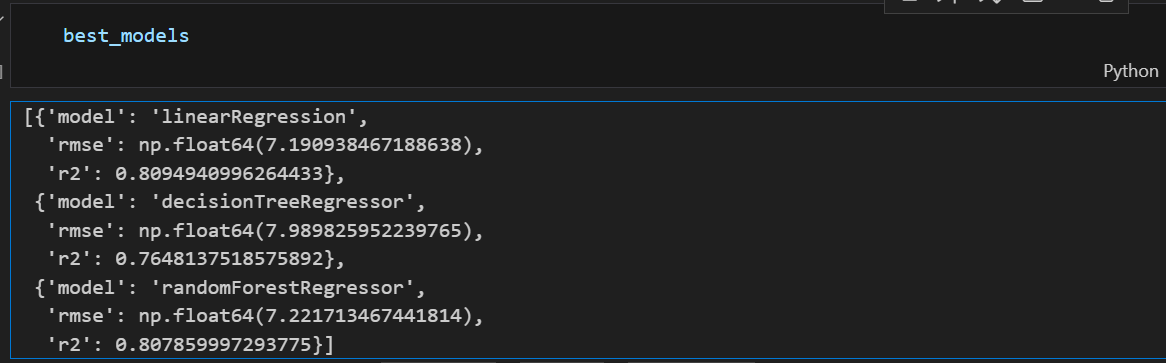 best_models
Python
[{'model': 'linearRegression',
'rmse': np.float64(7.190938467188638),
'r2': 0.8094940996264433},
{'model': 'decisionTreeRegressor',
'rmse': np.float64(7.989825952239765),
'r2': 0.7648137518575892},
{'model': 'randomForestRegressor',
'rmse': np.float64(7.221713467441814),
'r2': 0.807859997293775}]